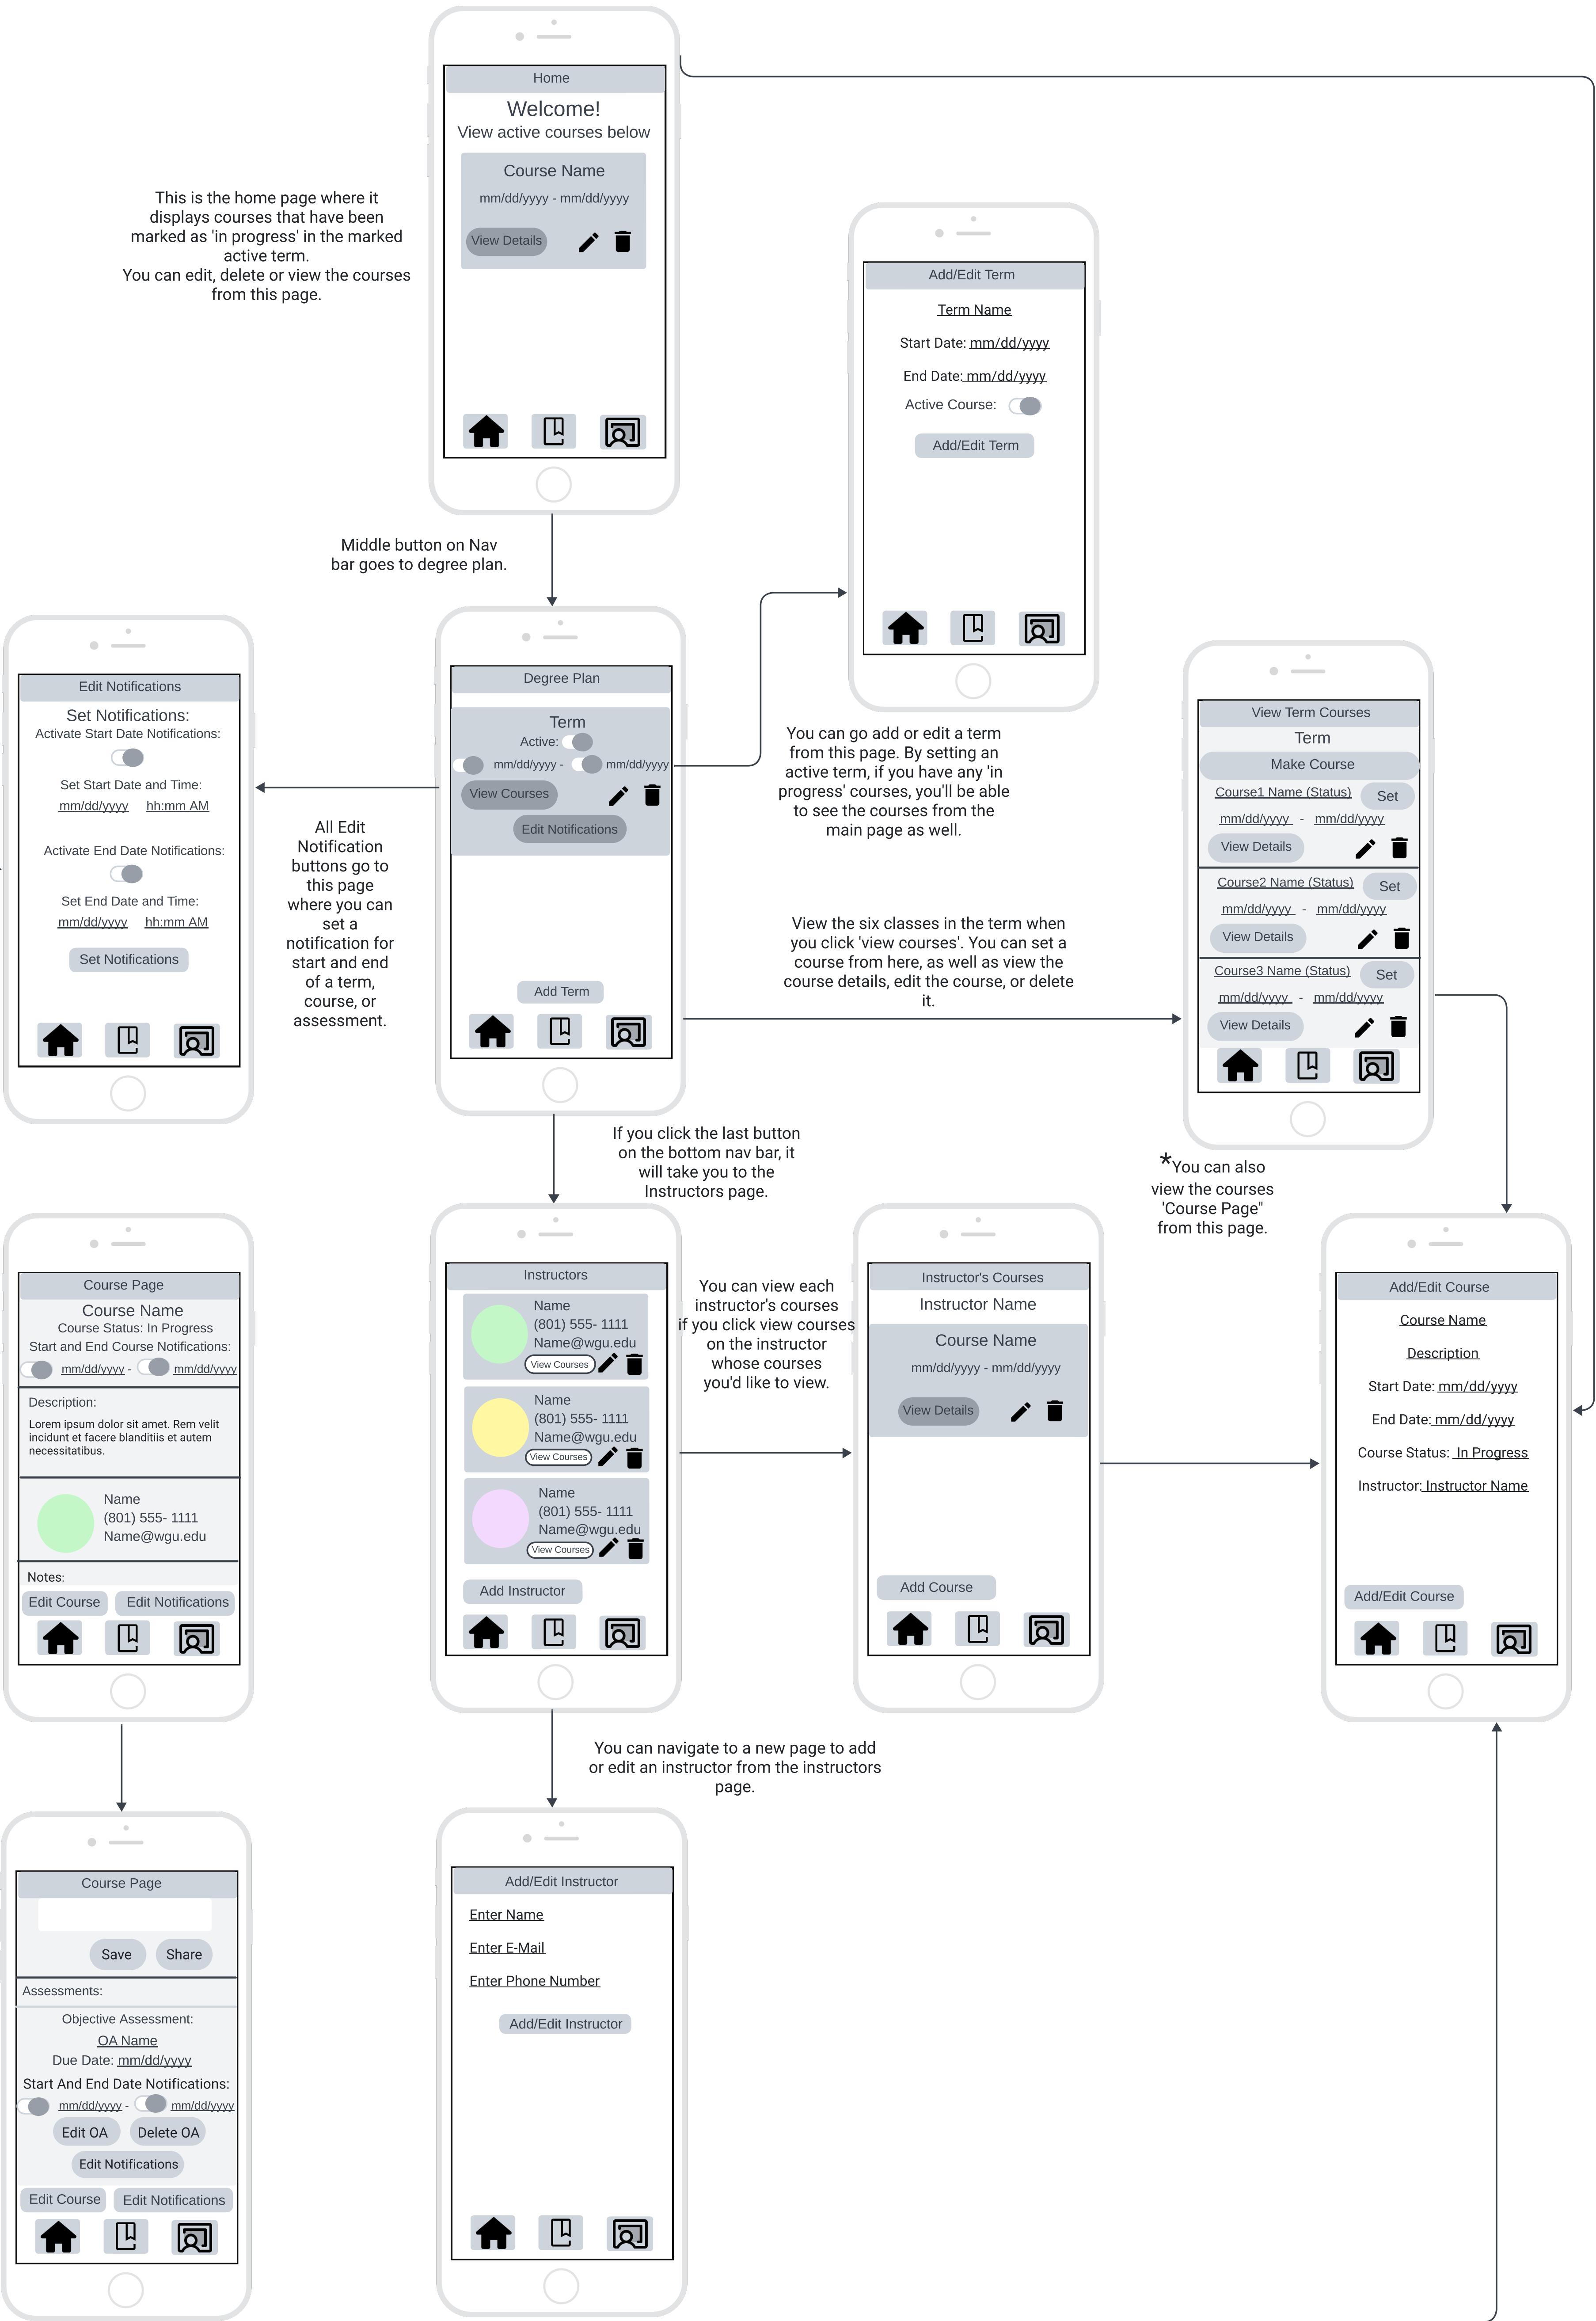 Home
Welcome!
View active courses below
Course Name
mm/dd/yyyy - mm/dd/yyyy
View Details
This is the home page where it
displays courses that have been
marked as 'in progress' in the marked
active term.
You can edit, delete or view the courses
from this page.
Add/Edit Term
Term Name
Start Date: mm/dd/yyyy
End Date: mm/dd/yyyy
Active Course:
Add/Edit Term
Middle button on Nav
bar goes to degree plan.
Edit Notifications
Set Notifications:
Activate Start Date Notifications:
Set Start Date and Time:
mm/dd/yyyy hh:mm AM
Activate End Date Notifications:
Set End Date and Time:
mm/dd/yyyy hh:mm AM
Set Notifications
All Edit
Notification
buttons go to
this page
where you can
set a
notification for
start and end
of a term,
course, or
assessment.
Degree Plan
Term
Active:
mm/dd/yyyy - mm/dd/yyyy
View Courses
Edit Notifications
Add Term
You can go add or edit a term
from this page. By setting an
active term, if you have any 'in
progress' courses, you'll be able
to see the courses from the
main page as well.
View the six classes in the term when
you click 'view courses'. You can set a
course from here, as well as view the
course details, edit the course, or delete
it.
View Term Courses
Term
Make Course
Course1 Name (Status) Set
mm/dd/yyyy - mm/dd/yyyy
View Details
Course2 Name (Status) Set
mm/dd/yyyy - mm/dd/yyyy
View Details
Course3 Name (Status) Set
mm/dd/yyyy - mm/dd/yyyy
View Details
If you click the last button
on the bottom nav bar, it
will take you to the
Instructors page.
*You can also
view the courses
'Course Page"
from this page.
Course Page
Course Name
Course Status: In Progress
Start and End Course Notifications:
mm/dd/yyyy - mm/dd/yyyy
Description:
Lorem ipsum dolor sit amet. Rem velit
incidunt et facere blanditiis et autem
necessitatibus.
Name
(801) 555- 1111
Name@wgu.edu
Notes:
Edit Course Edit Notifications
Instructors
Name
(801) 555- 1111
Name@wgu.edu
View Courses
Name
(801) 555- 1111
Name@wgu.edu
View Courses
Name
(801) 555- 1111
Name@wgu.edu
View Courses
Add Instructor
You can view each
instructor's courses
if you click view courses
on the instructor
whose courses
you'd like to view.
Instructor's Courses
Instructor Name
Course Name
mm/dd/yyyy - mm/dd/yyyy
View Details
Add Course
Add/Edit Course
Course Name
Description
Start Date: mm/dd/yyyy
End Date: mm/dd/yyyy
Course Status: In Progress
Instructor: Instructor Name
Add/Edit Course
You can navigate to a new page to add
or edit an instructor from the instructors
page.
Course Page
Save Share
Assessments:
Objective Assessment:
OA Name
Due Date: mm/dd/yyyy
Start And End Date Notifications:
mm/dd/yyyy - mm/dd/yyyy
Edit OA Delete OA
Edit Notifications
Edit Course Edit Notifications
Add/Edit Instructor
Enter Name
Enter E-Mail
Enter Phone Number
Add/Edit Instructor